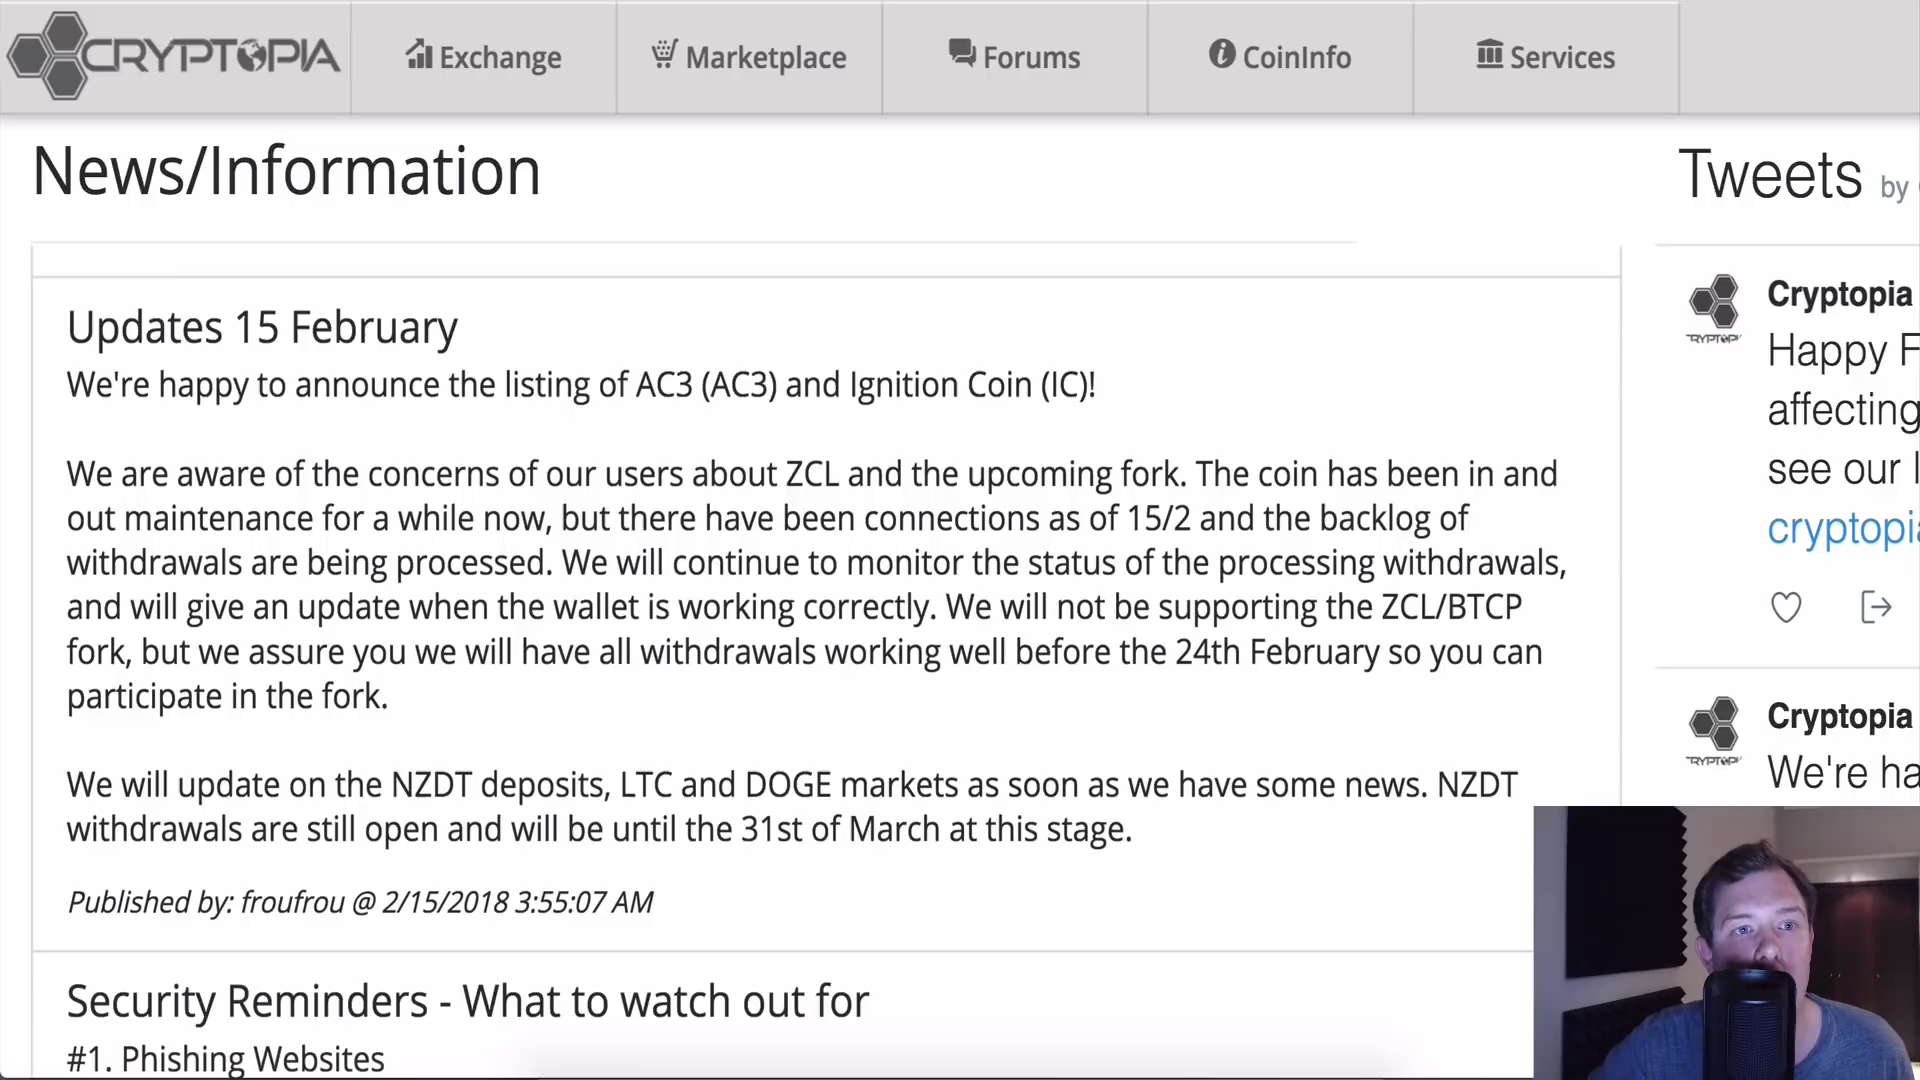 CRYPTOPIA
Exchange
Marketplace
Forums
CoinInfo
Services
News/Information
Updates 15 February
We're happy to announce the listing of AC3 (AC3) and Ignition Coin (IC)!
We are aware of the concerns of our users about ZCL and the upcoming fork. The coin has been in and
out maintenance for a while now, but there have been connections as of 15/2 and the backlog of
withdrawals are being processed. We will continue to monitor the status of the processing withdrawals,
and will give an update when the wallet is working correctly. We will not be supporting the ZCL/BTCP
fork, but we assure you we will have all withdrawals working well before the 24th February so you can
participate in the fork.
We will update on the NZDT deposits, LTC and DOGE markets as soon as we have some news. NZDT
withdrawals are still open and will be until the 31st of March at this stage.
Published by: froufrou @ 2/15/2018 3:55:07 AM
Security Reminders - What to watch out for
#1. Phishing Websites
Tweets by
Cryptopia
Happy F
affecting
see our l
cryptopia
Cryptopia
We're ha